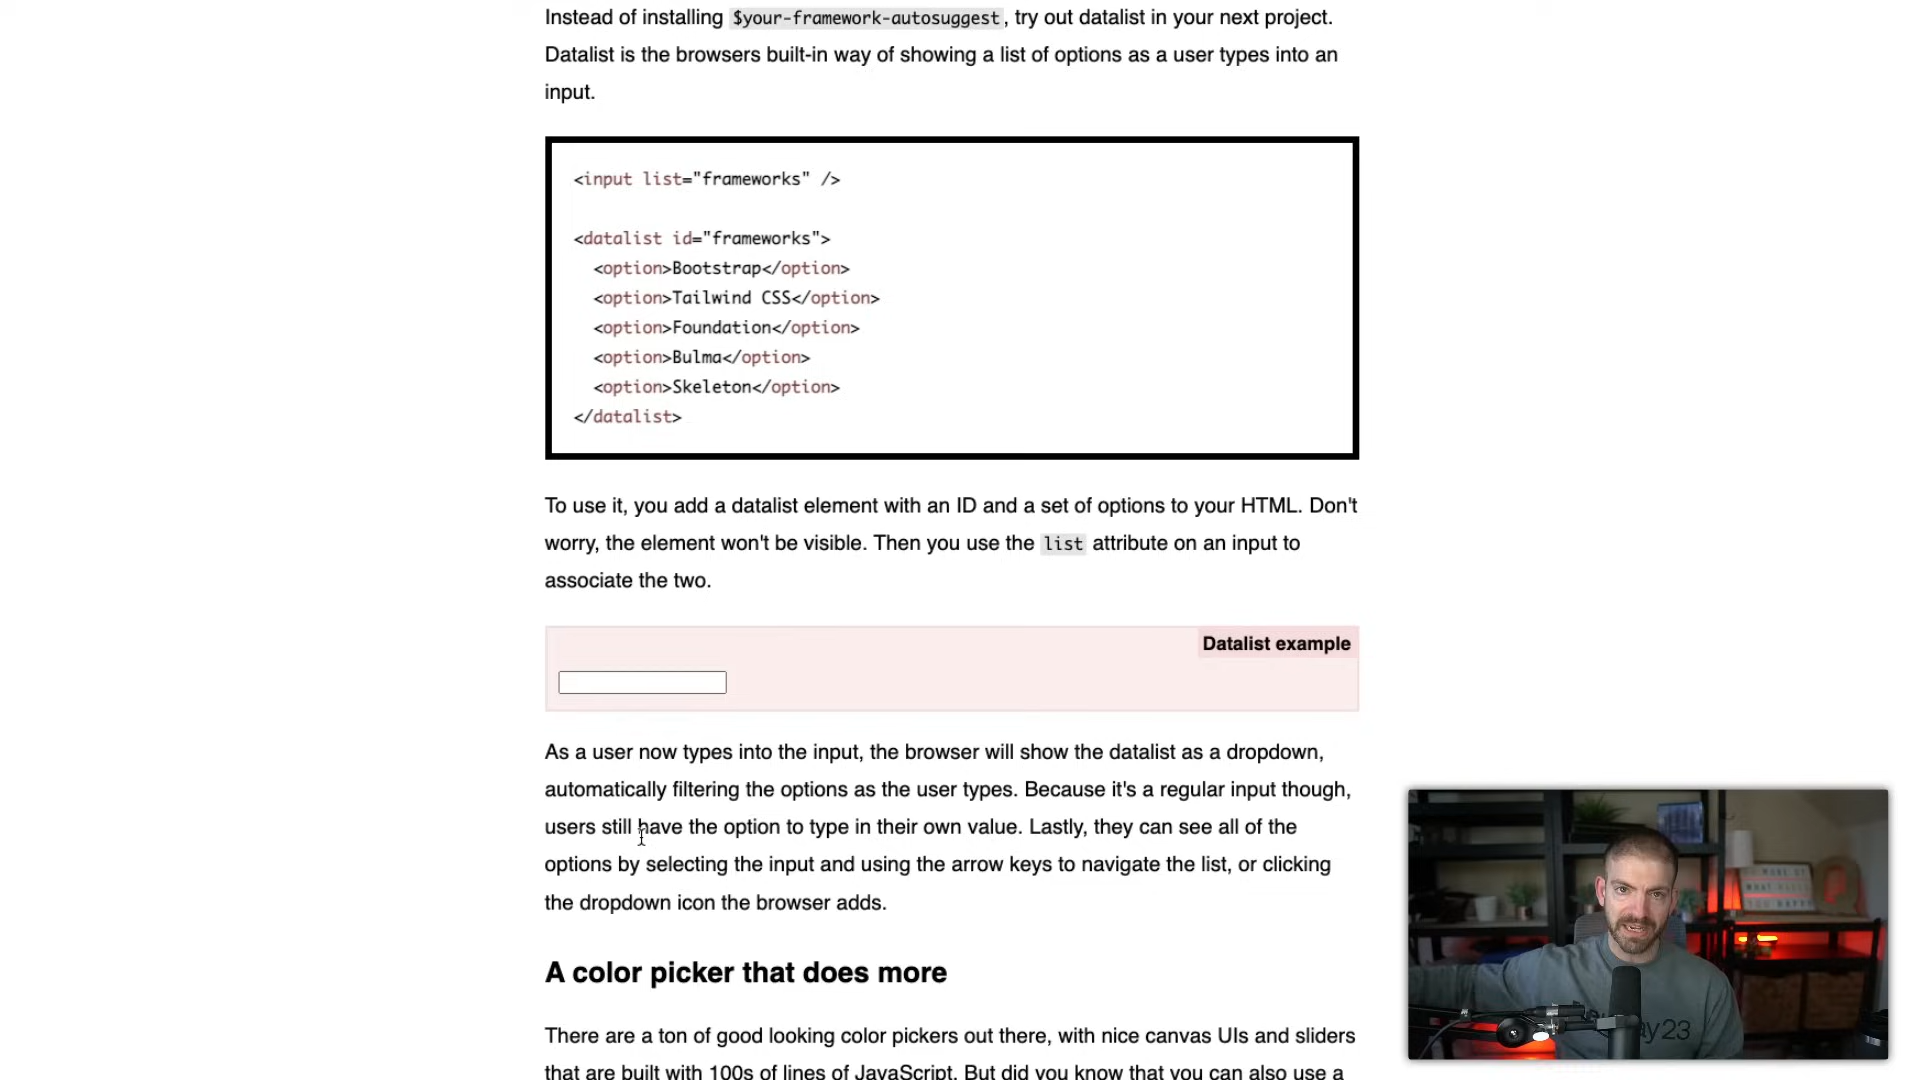 Instead of installing $your-framework-autosuggest, try out datalist in your next project.
Datalist is the browsers built-in way of showing a list of options as a user types into an
input.
<input list="frameworks" />
<datalist id="frameworks">
<option>Bootstrap</option>
<option>Tailwind CSS</option>
<option>Foundation</option>
<option>Bulma</option>
<option>Skeleton</option>
</datalist>
To use it, you add a datalist element with an ID and a set of options to your HTML. Don't
worry, the element won't be visible. Then you use the list attribute on an input to
associate the two.
Datalist example
As a user now types into the input, the browser will show the datalist as a dropdown,
automatically filtering the options as the user types. Because it's a regular input though,
users still have the option to type in their own value. Lastly, they can see all of the
options by selecting the input and using the arrow keys to navigate the list, or clicking
the dropdown icon the browser adds.
A color picker that does more
There are a ton of good looking color pickers out there, with nice canvas UIs and sliders
that are built with 100s of lines of JavaScript. But did you know that you can also use a